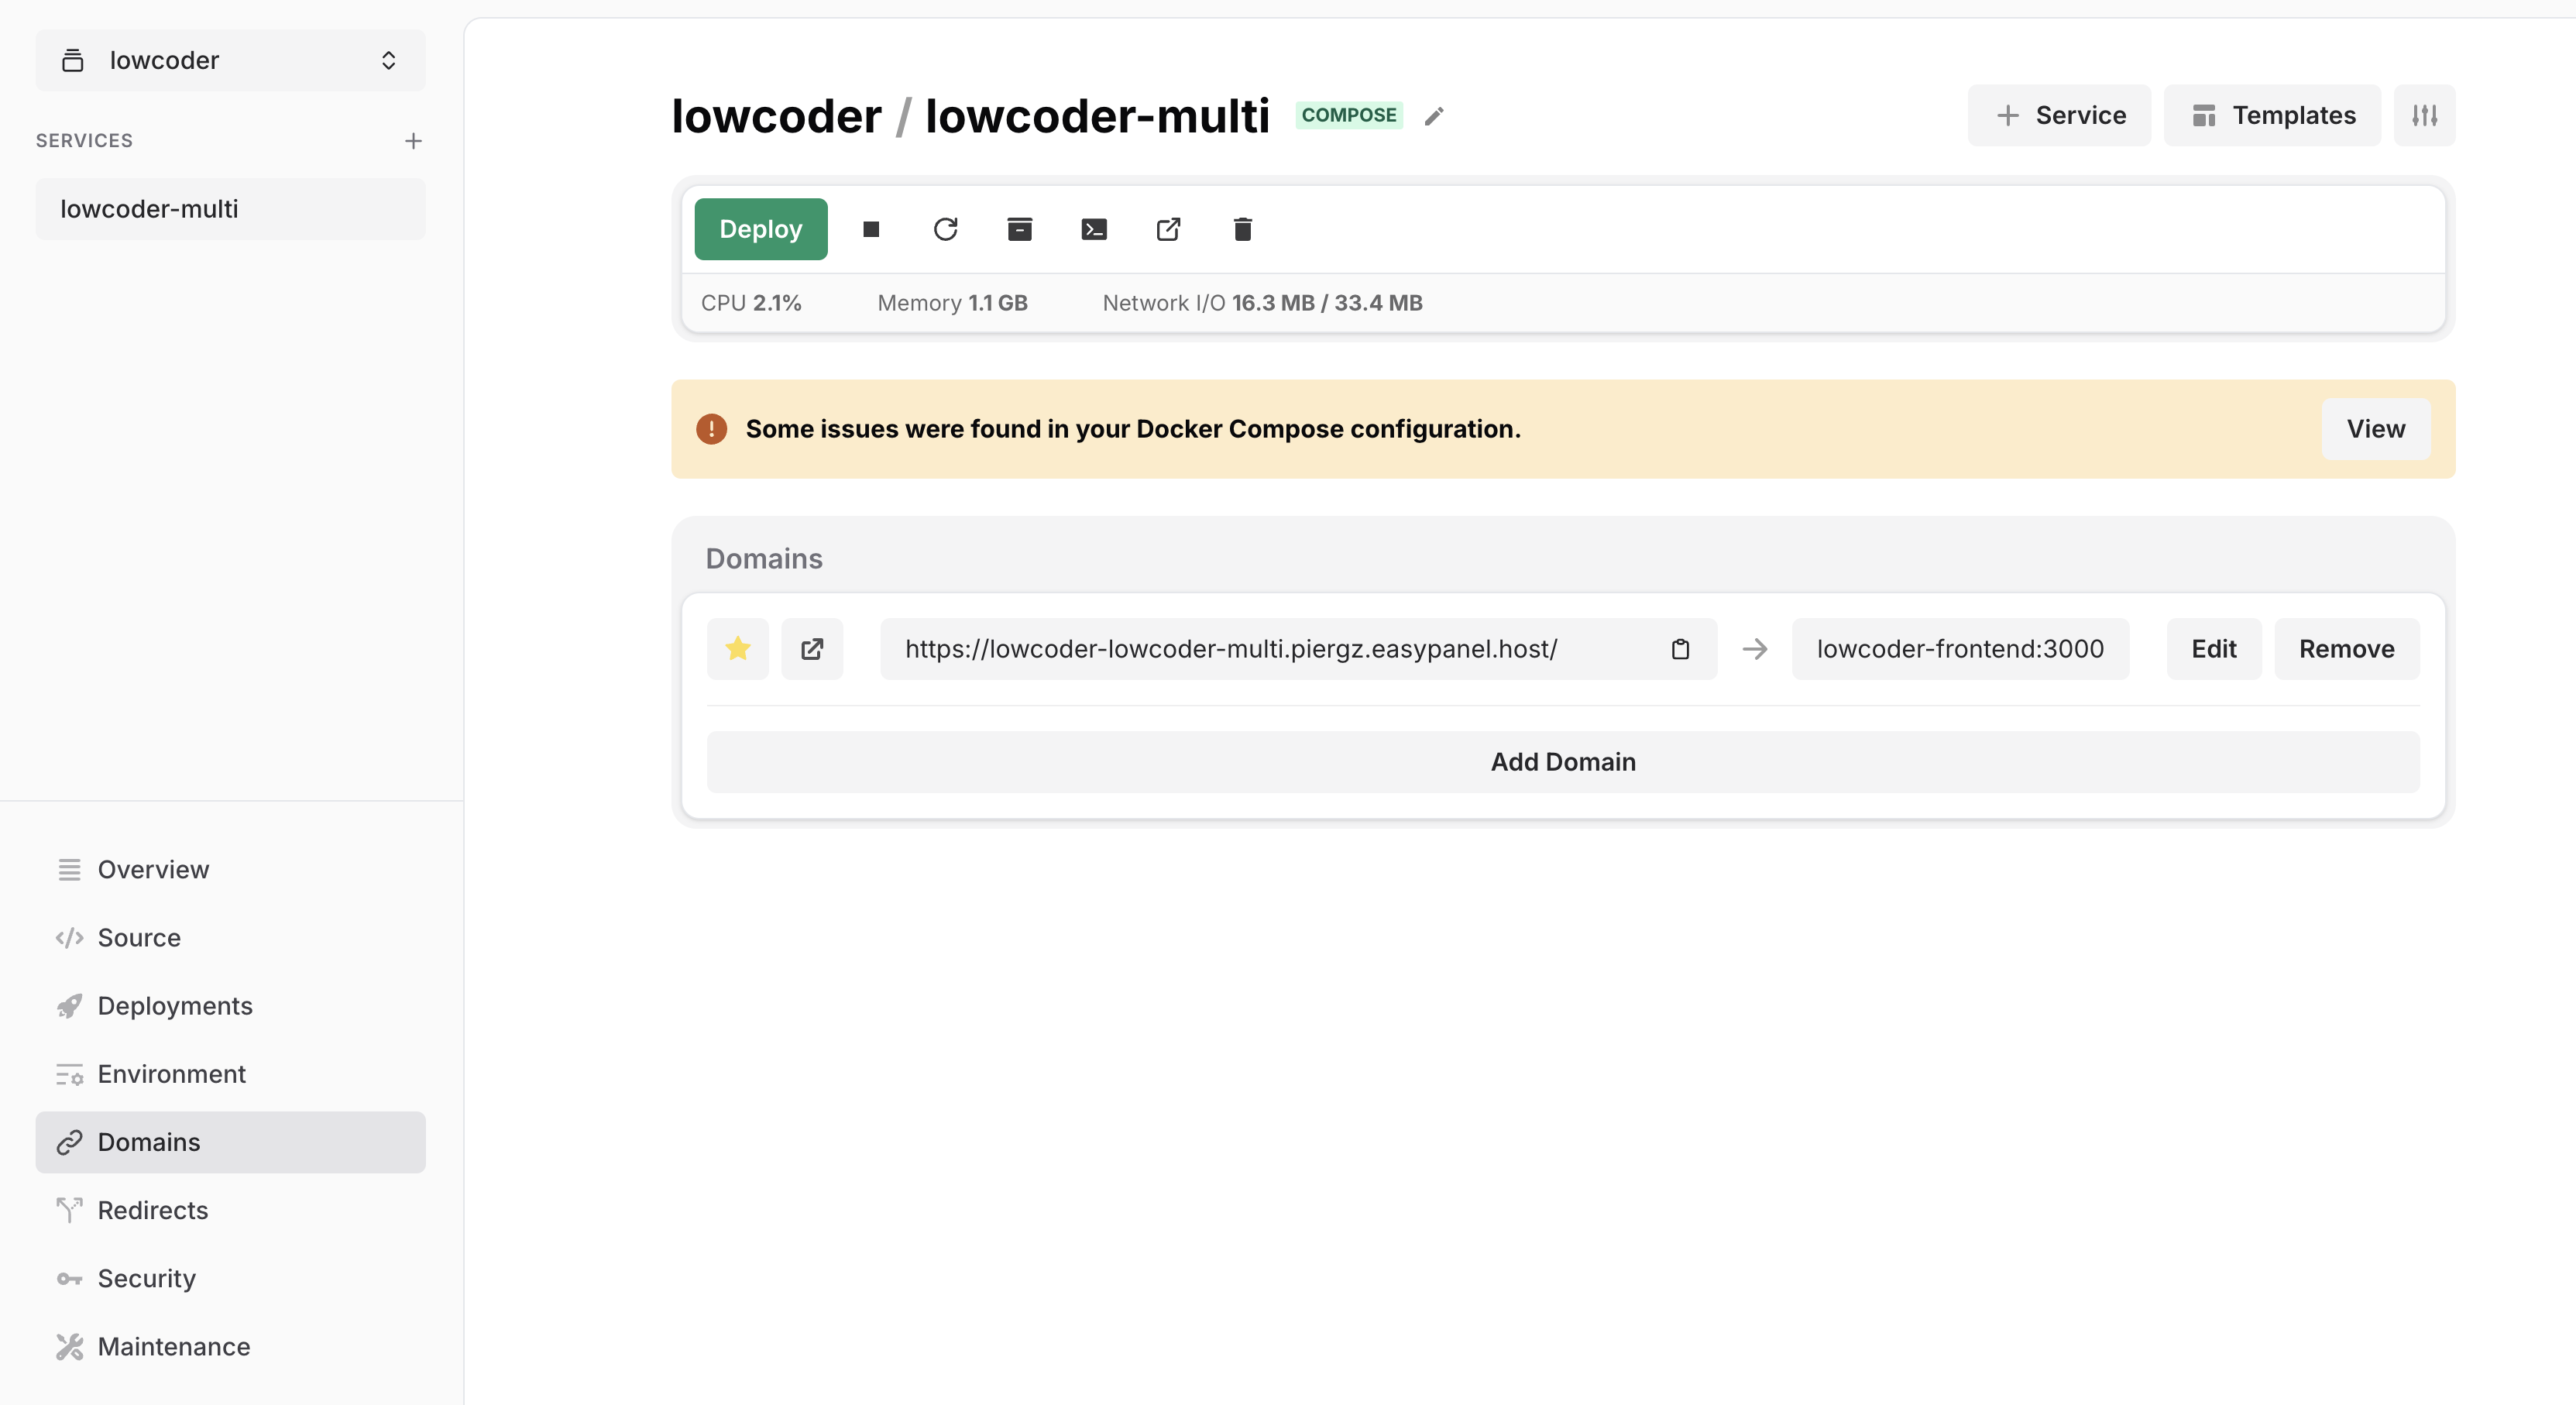 lowcoder
SERVICES
lowcoder-multi
Overview
Source
Deployments
Environment
Domains
Redirects
Security
Maintenance
lowcoder / lowcoder-multi COMPOSE
Service
Templates
Deploy
CPU 2.1% Memory 1.1 GB Network I/O 16.3 MB / 33.4 MB
Some issues were found in your Docker Compose configuration. View
Domains
https://lowcoder-lowcoder-multi.piergz.easypanel.host/ lowcoder-frontend:3000 Edit Remove
Add Domain